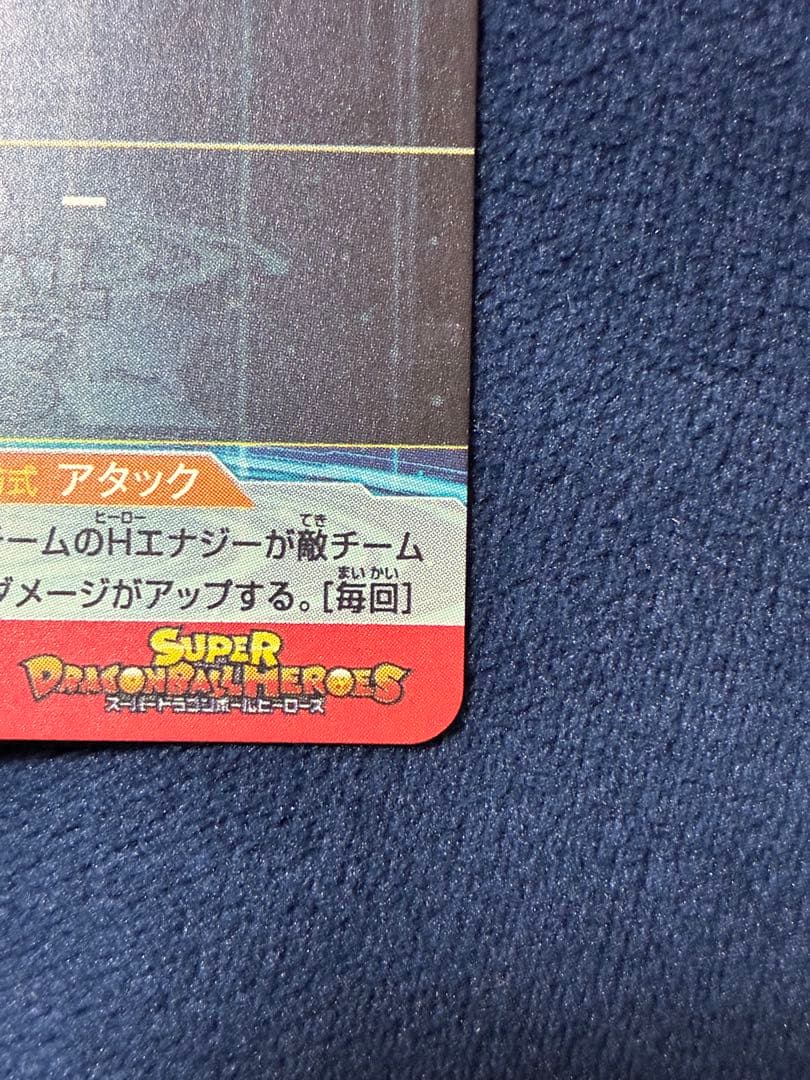 式 アタック
ヒーロー てき
チームのHエナジーが敵チーム
まいかい
ダメージがアップする。[毎回]
SUPER
DRAGONBALL HEROES
スーパードラゴンボールヒーローズ